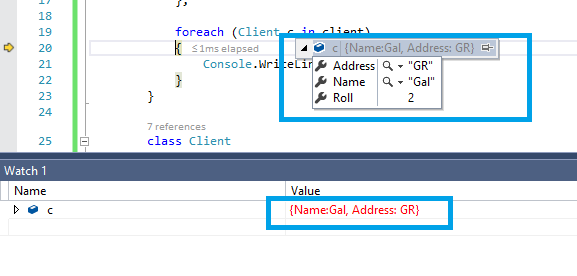 17
};
18
19
foreach (Client c in client)
20
{ ≤1ms elapsed
c {Name:Gal, Address: GR}
21
Console.WriteLin
Address "GR"
22
}
Name "Gal"
23
}
Roll 2
24
7 references
25
class Client
Watch 1
Name Value
c {Name:Gal, Address: GR}